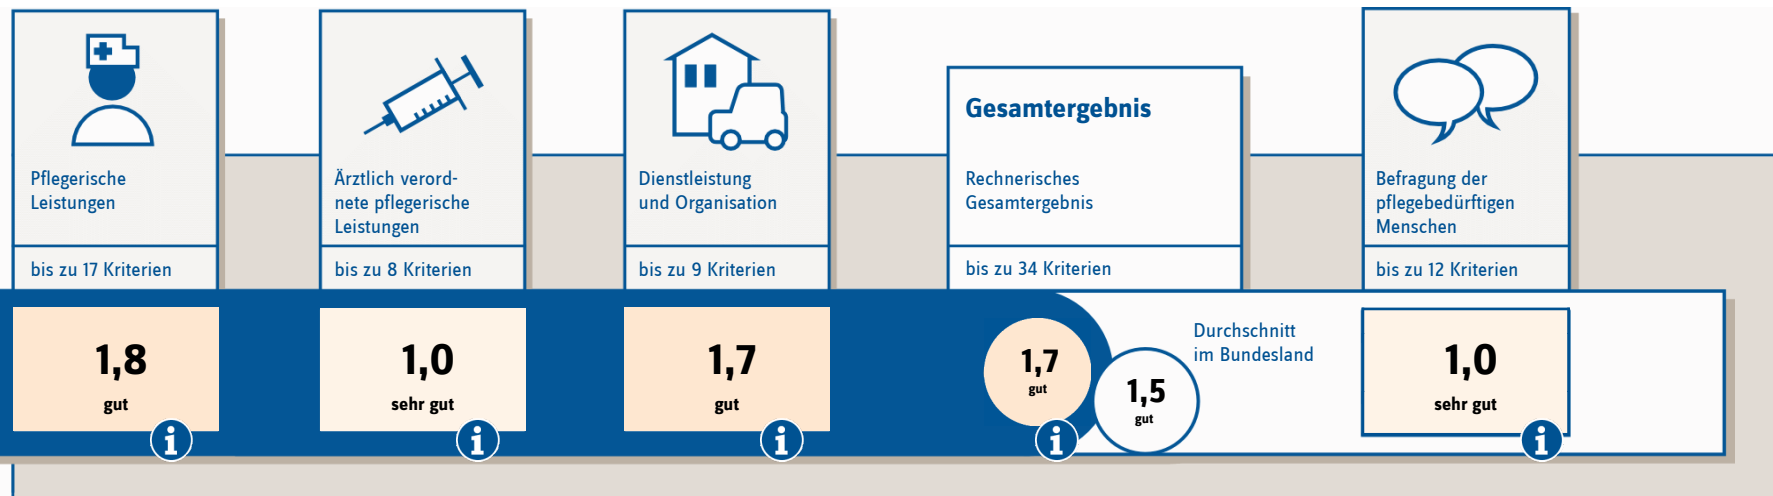 Pflegerische
Leistungen
bis zu 17 Kriterien
1,8
gut
i
Ärztlich verord-
nete pflegerische
Leistungen
bis zu 8 Kriterien
1,0
sehr gut
i
Dienstleistung
und Organisation
bis zu 9 Kriterien
1,7
gut
i
Gesamtergebnis
Rechnerisches
Gesamtergebnis
bis zu 34 Kriterien
1,7
gut
i
1,5
gut
Durchschnitt
im Bundesland
Befragung der
pflegebedürftigen
Menschen
bis zu 12 Kriterien
1,0
sehr gut
i